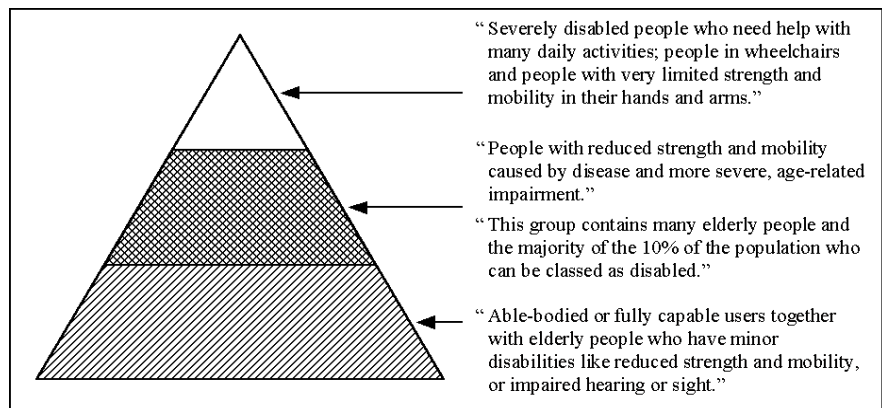 “ Severely disabled people who need help with
many daily activities; people in wheelchairs
and people with very limited strength and
mobility in their hands and arms.”
“People with reduced strength and mobility
caused by disease and more severe, age-related
impairment.”
“ This group contains many elderly people and
the majority of the 10% of the population who
can be classed as disabled.”
“ Able-bodied or fully capable users together
with elderly people who have minor
disabilities like reduced strength and mobility,
or impaired hearing or sight.”